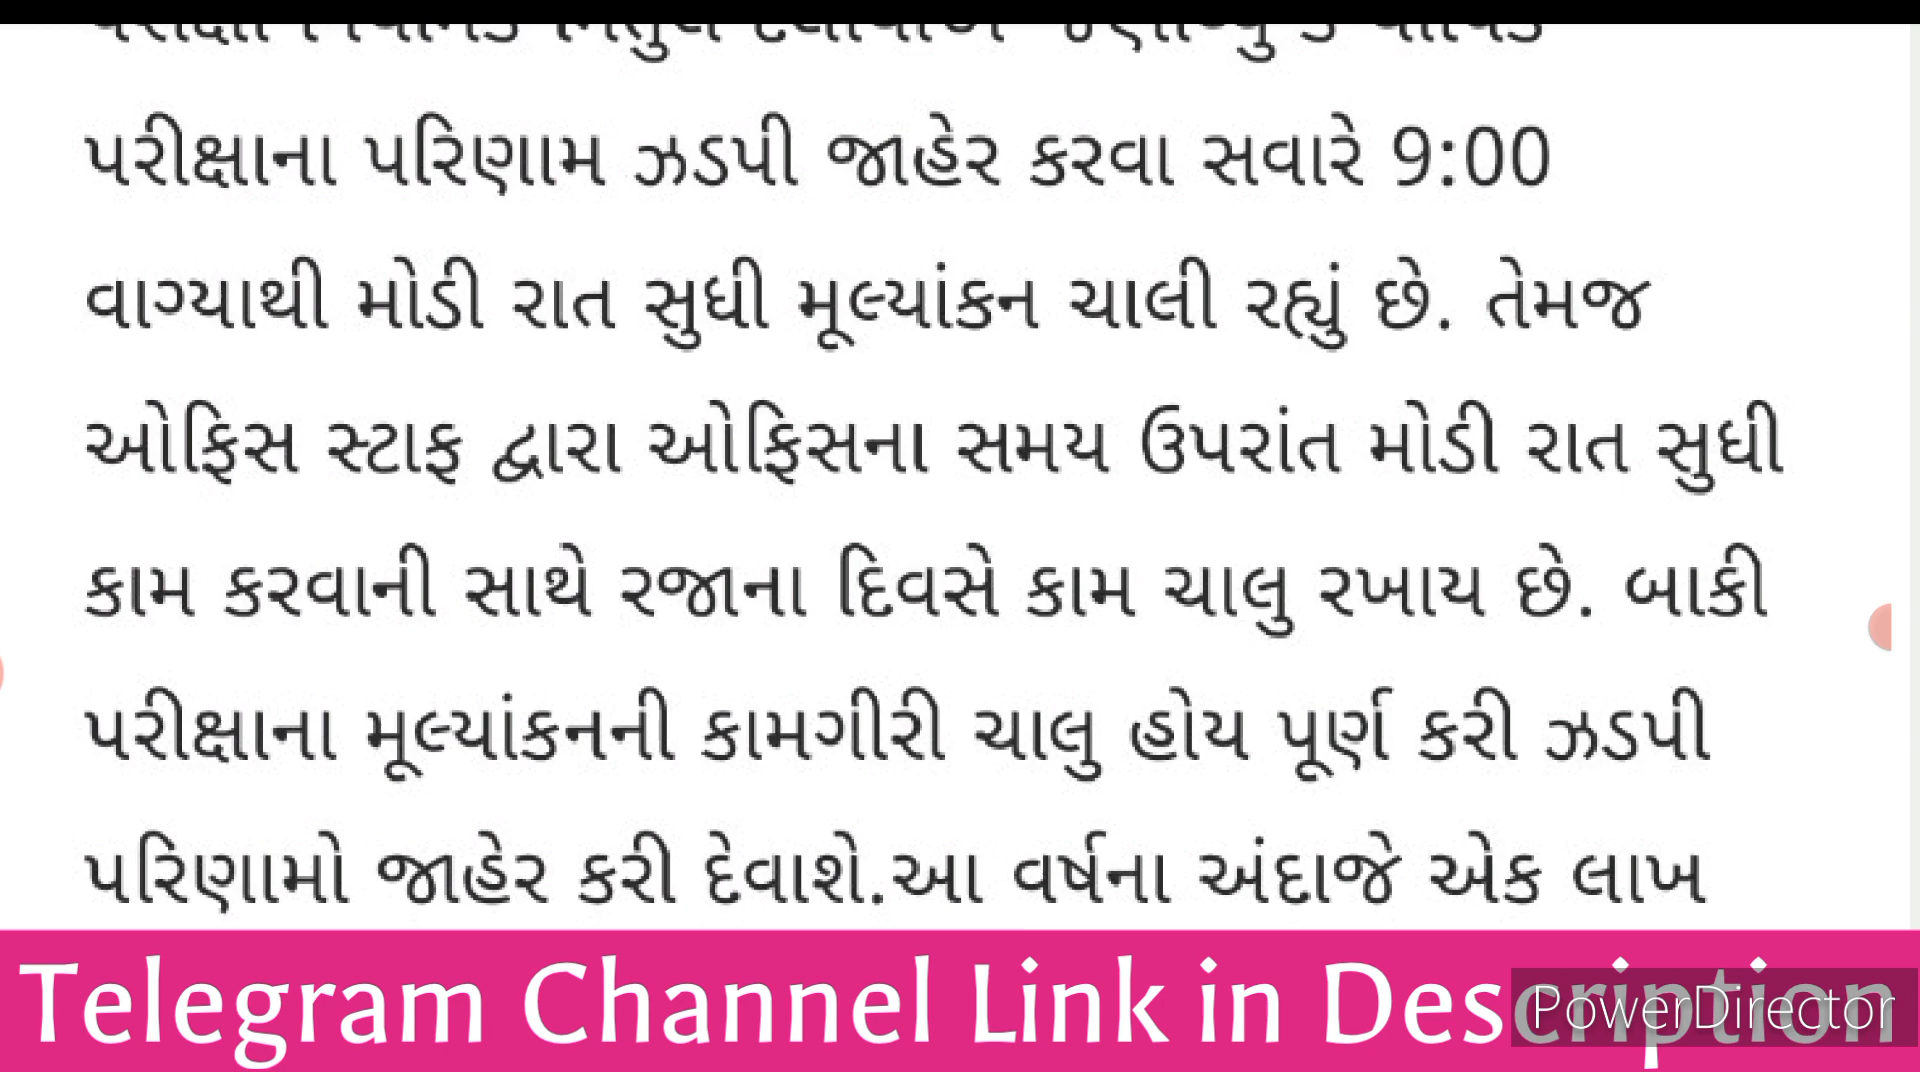 પરીક્ષાના પરિણામ ઝડપી જાહેર કરવા સવારે 9:00
વાગ્યાથી મોડી રાત સુધી મૂલ્યાંકન ચાલી રહ્યું છે. તેમજ
ઓફિસ સ્ટાફ દ્વારા ઓફિસના સમય ઉપરાંત મોડી રાત સુધી
કામ કરવાની સાથે રજાના દિવસે કામ ચાલુ રખાય છે. બાકી
પરીક્ષાના મૂલ્યાંકનની કામગીરી ચાલુ હોય પૂર્ણ કરી ઝડપી
પરિણામો જાહેર કરી દેવાશે.આ વર્ષના અંદાજે એક લાખ
Telegram Channel Link in Description
PowerDirector